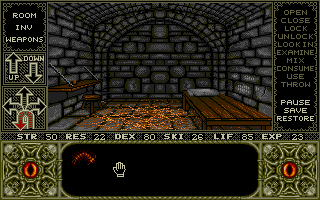 ROOM
INV
WEAPONS
UP
DOWN
OPEN
CLOSE
LOCK
UNLOCK
LOOK IN
EXAMINE
MIX
CONSUME
USE
THROW
PAUSE
SAVE
RESTORE
STR 50 RES 22 DEX 80 SKI 26 LIF 85 EXP 23